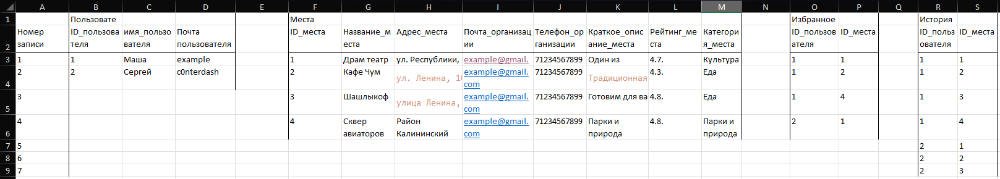 A B C D E F G H I J K L M N O P Q R S
1 Пользовате Места Избранное История
2 Номер записи ID_пользователя имя_пользователя Почта пользователя ID_места Название_места Адрес_места Почта_организации Телефон_организации Краткое_описание_места Рейтинг_места Категория_места ID_пользователя ID_места ID_пользователя ID_места
3 1 1 Маша example 1 Драм театр ул. Республики, example@gmail. 71234567899 Один из 4.7. Культура 1 1 1 1
4 2 2 Сергей c0nterdash 2 Кафе Чум ул. Ленина, 10 example@gmail.com 71234567899 Традиционная 4.3. Еда 1 2 1 2
5 3 3 Шашлыкоф улица Ленина, example@gmail.com 71234567899 Готовим для ва 4.8. Еда 1 4 1 3
6 4 4 Сквер авиаторов Район Калининский example@gmail.com 71234567899 Парки и природа 4.8. Парки и природа 2 1 1 4
7 5 2 1
8 6 2 2
9 7 2 3